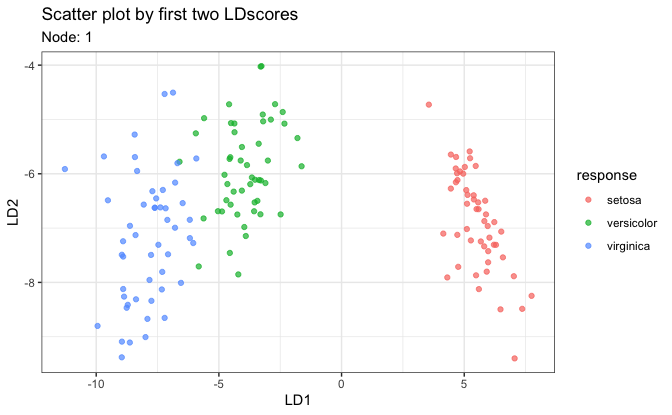 Scatter plot by first two LDscores
Node: 1
-4
-6
-8
LD2
-10
-5
0
5
LD1
response
setosa
versicolor
virginica